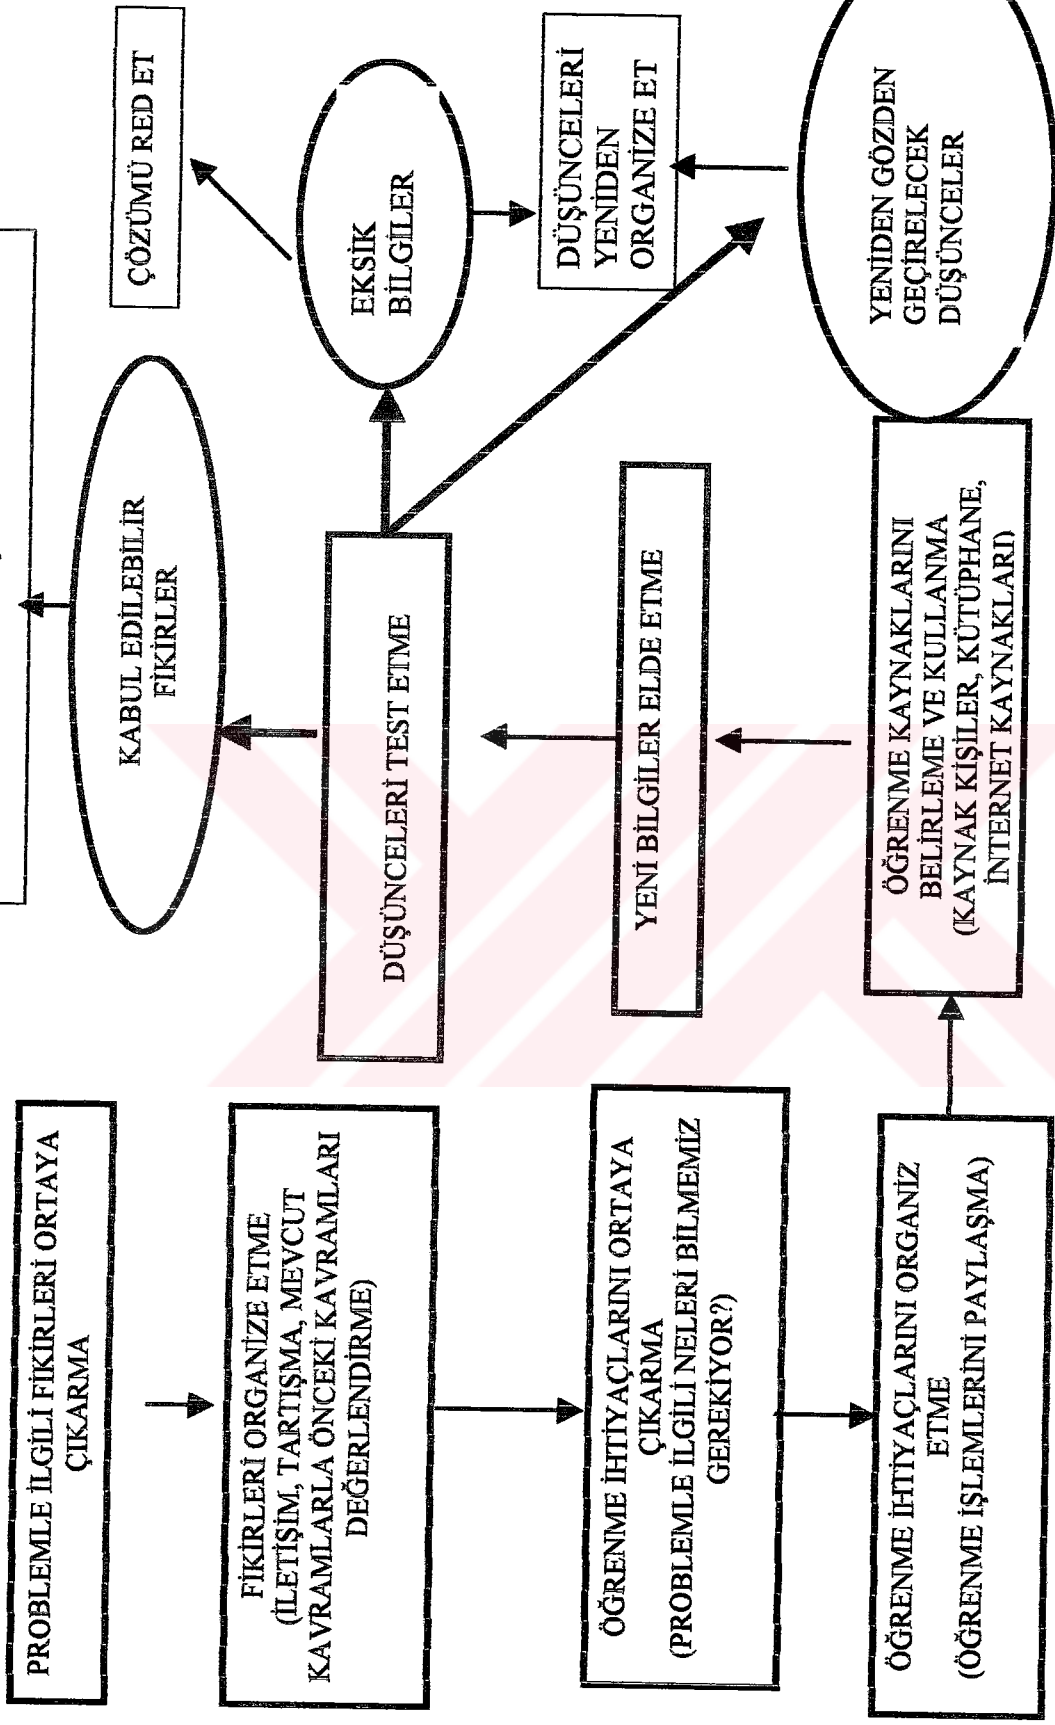 PROBLEMLE İLGİLİ FİKİRLERİ ORTAYA
ÇIKARMA
FİKİRLERİ ORGANİZE ETME
(İLETİŞİM, TARTIŞMA, MEVCUT
KAVRAMLARLA ÖNCEKİ KAVRAMLARI
DEĞERLENDİRME)
ÖĞRENME İHTİYAÇLARINI ORTAYA
ÇIKARMA
(PROBLEMLE İLGİLİ NELERİ BİLMEMİZ
GEREKİYOR?)
ÖĞRENME İHTİYAÇLARINI ORGANİZ
ETME
(ÖĞRENME İŞLEMLERİNİ PAYLAŞMA)
ÖĞRENME KAYNAKLARINI
BELİRLEME VE KULLANMA
(KAYNAK KİŞİLER, KÜTÜPHANE,
İNTERNET KAYNAKLARI)
YENİ BİLGİLER ELDE ETME
DÜŞÜNCELERİ TEST ETME
KABUL EDİLEBİLİR
FİKİRLER
EKSİK
BİLGİLER
ÇÖZÜMÜ RED ET
DÜŞÜNCELERİ
YENİDEN
ORGANİZE ET
YENİDEN GÖZDEN
GEÇİRELECEK
DÜŞÜNCELER